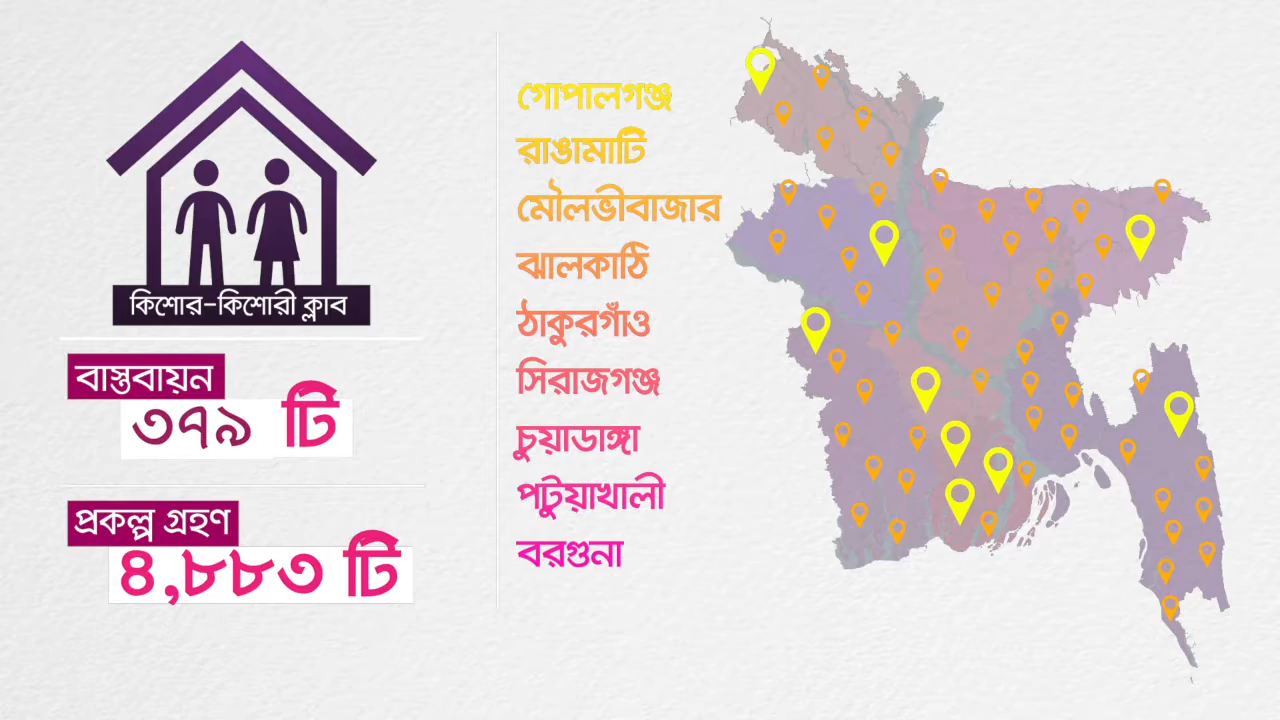 কিশোর-কিশোরী ক্লাব
বাস্তবায়ন
৩৭৯ টি
প্রকল্প গ্রহণ
৪,৮৮৩ টি
গোপালগঞ্জ
রাঙামাটি
মৌলভীবাজার
ঝালকাঠি
ঠাকুরগাঁও
সিরাজগঞ্জ
চুয়াডাঙ্গা
পটুয়াখালী
বরগুনা